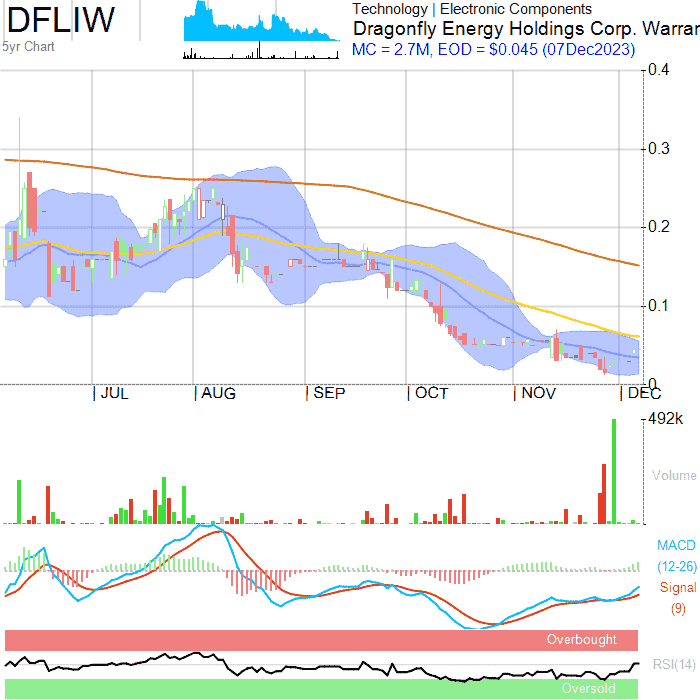 DFLIW
5yr Chart
Technology | Electronic Components
Dragonfly Energy Holdings Corp. Warrar
MC = 2.7M, EOD = $0.045 (07Dec2023)
0.4
0.3
0.2
0.1
0
| JUL
| AUG
| SEP
| OCT
| NOV
| DEC
492k
Volume
MACD
(12-26)
Signal
(9)
Overbought
RSI(14)
Oversold